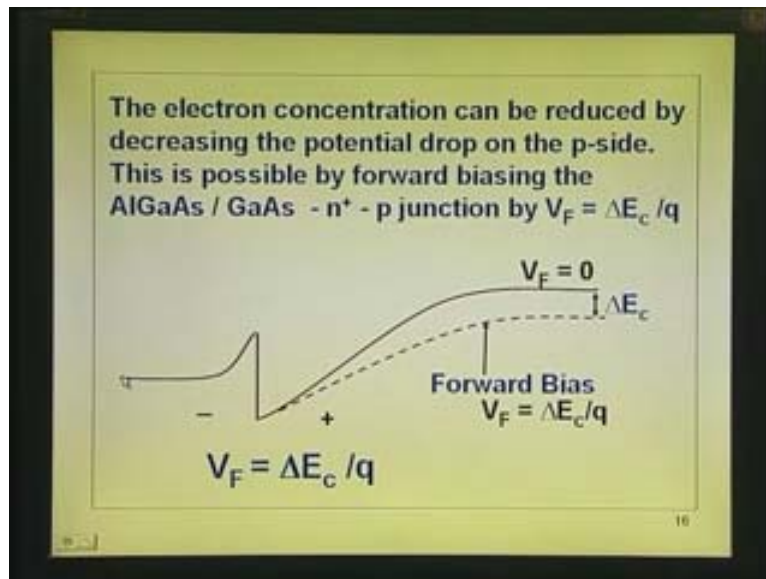 The electron concentration can be reduced by
decreasing the potential drop on the p-side.
This is possible by forward biasing the
AlGaAs / GaAs - n⁺ - p junction by V_F = ΔE_c /q
V_F = 0
ΔE_c
Forward Bias
V_F = ΔE_c/q
– +
V_F = ΔE_c /q
16